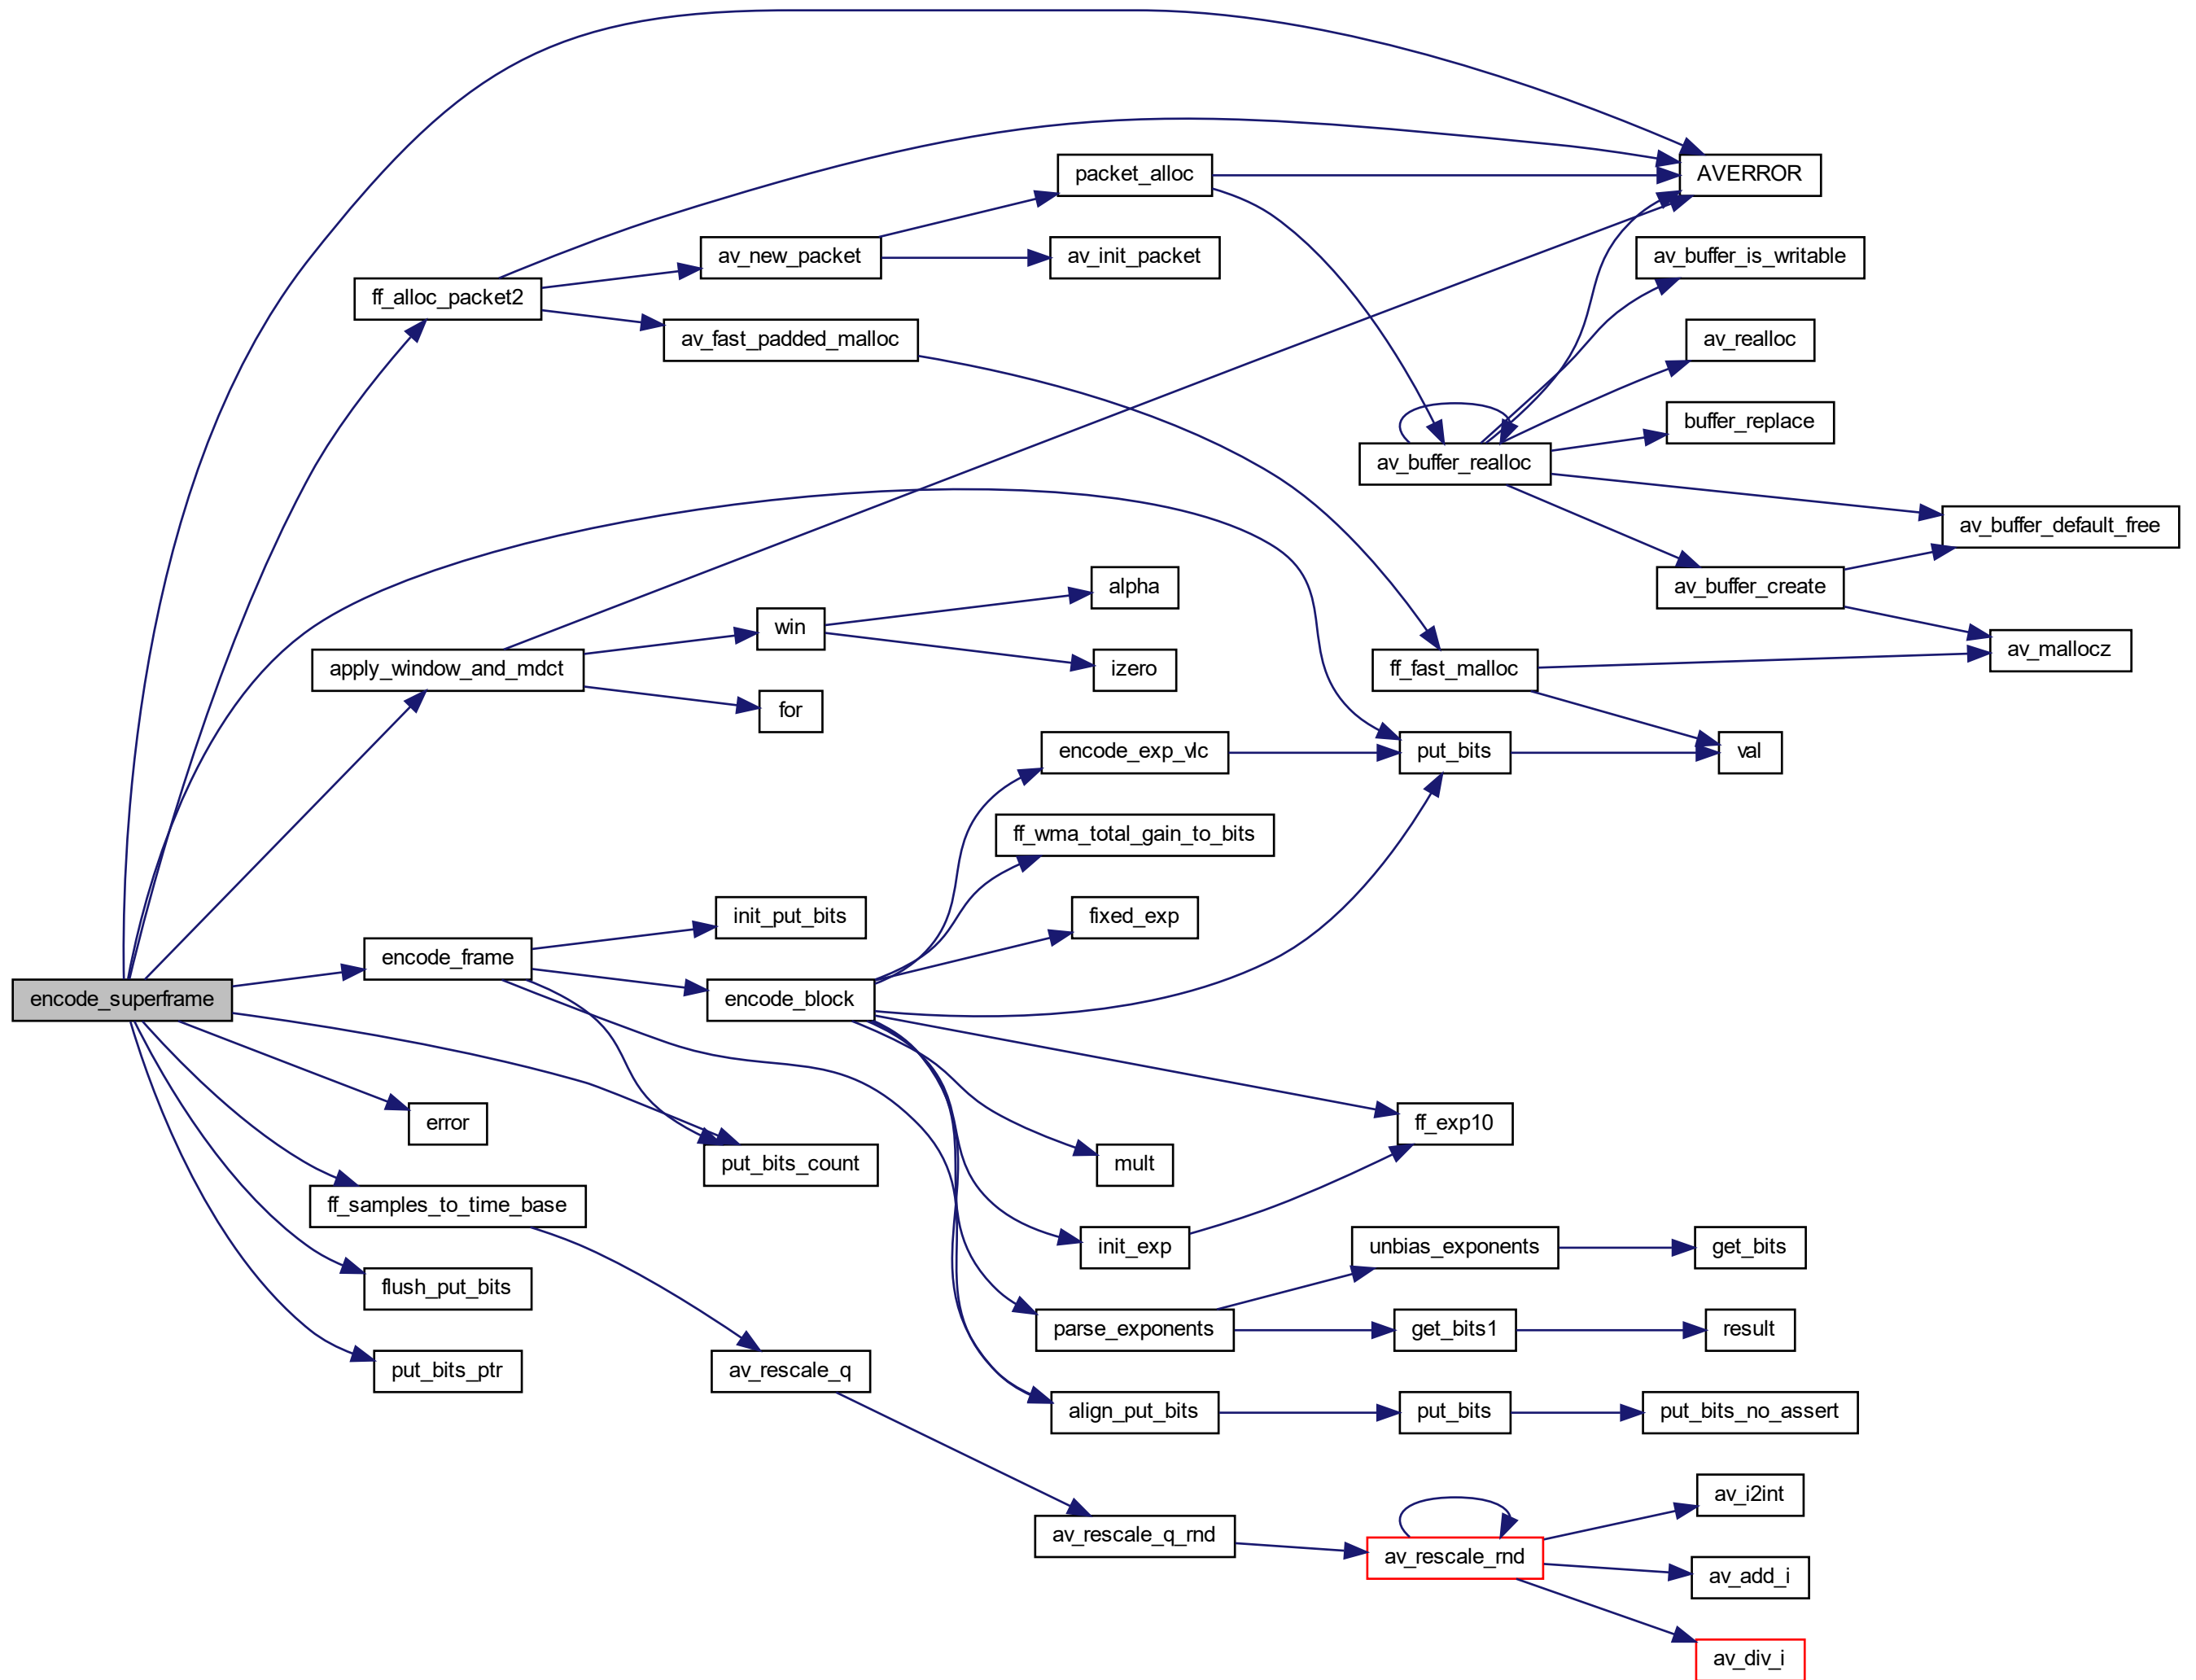 packet_alloc
AVERROR
av_new_packet
av_init_packet
av_buffer_is_writable
ff_alloc_packet2
av_fast_padded_malloc
av_realloc
buffer_replace
av_buffer_realloc
av_buffer_default_free
alpha
av_buffer_create
win
av_mallocz
apply_window_and_mdct
izero
ff_fast_malloc
for
encode_exp_vlc
put_bits
val
ff_wma_total_gain_to_bits
init_put_bits
fixed_exp
encode_frame
encode_superframe
encode_block
error
ff_exp10
put_bits_count
mult
ff_samples_to_time_base
init_exp
unbias_exponents
get_bits
flush_put_bits
parse_exponents
get_bits1
result
put_bits_ptr
av_rescale_q
align_put_bits
put_bits
put_bits_no_assert
av_i2int
av_rescale_q_rnd
av_rescale_rnd
av_add_i
av_div_i